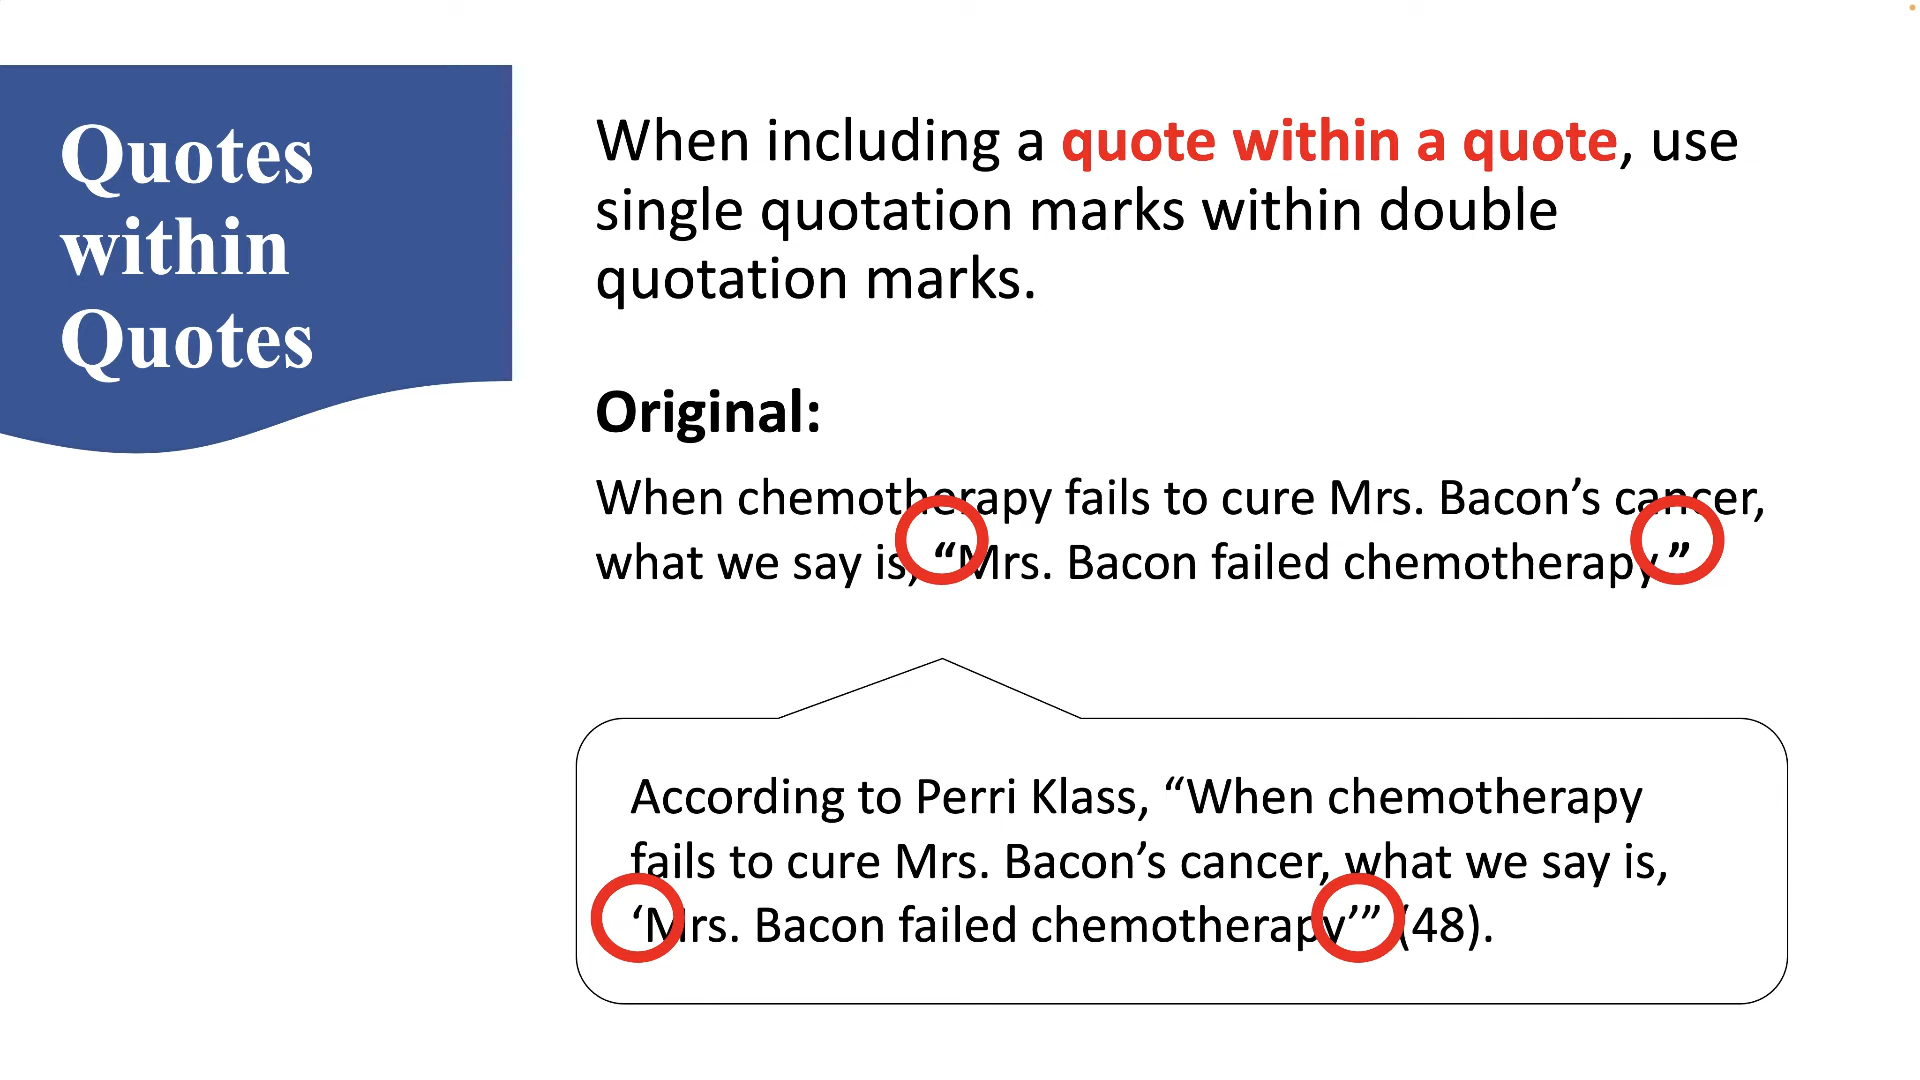 Quotes
within
Quotes
When including a quote within a quote, use
single quotation marks within double
quotation marks.
Original:
When chemotherapy fails to cure Mrs. Bacon’s cancer,
what we say is, “Mrs. Bacon failed chemotherapy.”
According to Perri Klass, “When chemotherapy
fails to cure Mrs. Bacon’s cancer, what we say is,
‘Mrs. Bacon failed chemotherapy’” (48).